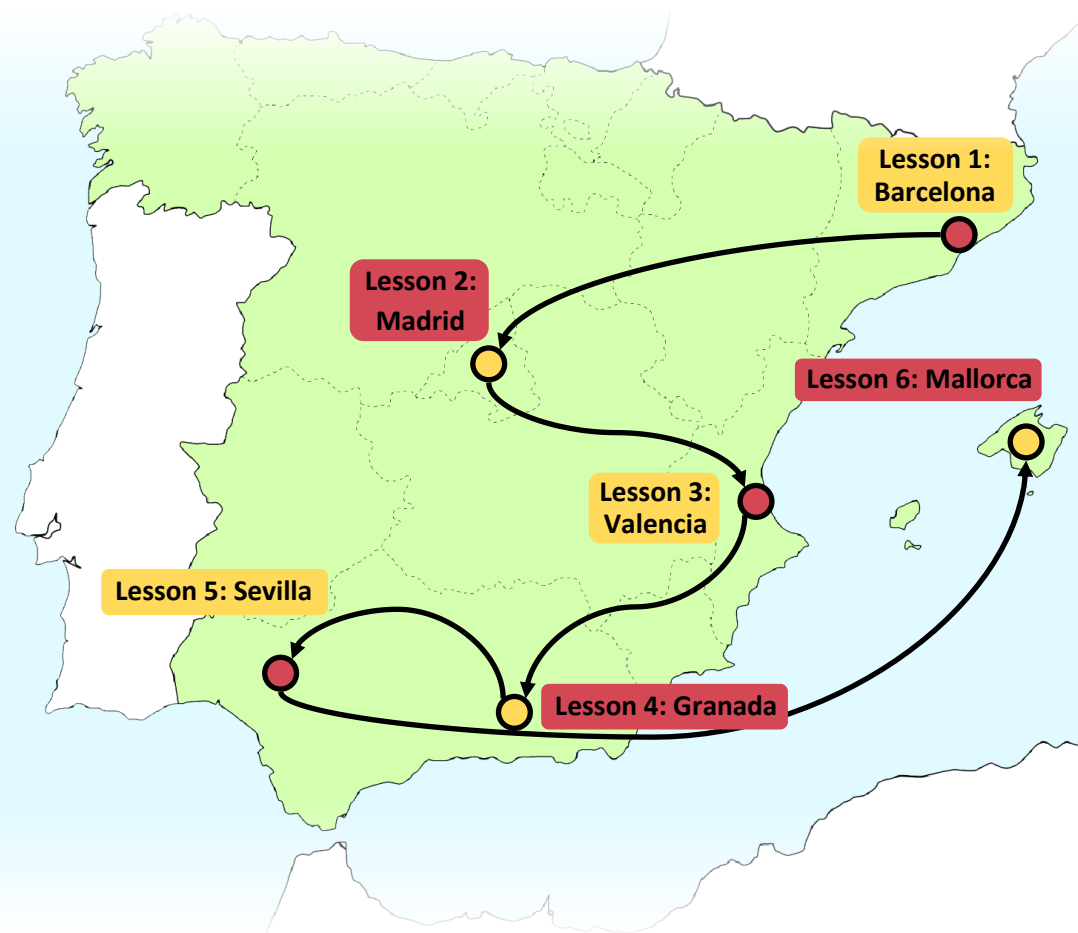 Lesson 1:
Barcelona
Lesson 2:
Madrid
Lesson 3:
Valencia
Lesson 4: Granada
Lesson 5: Sevilla
Lesson 6: Mallorca